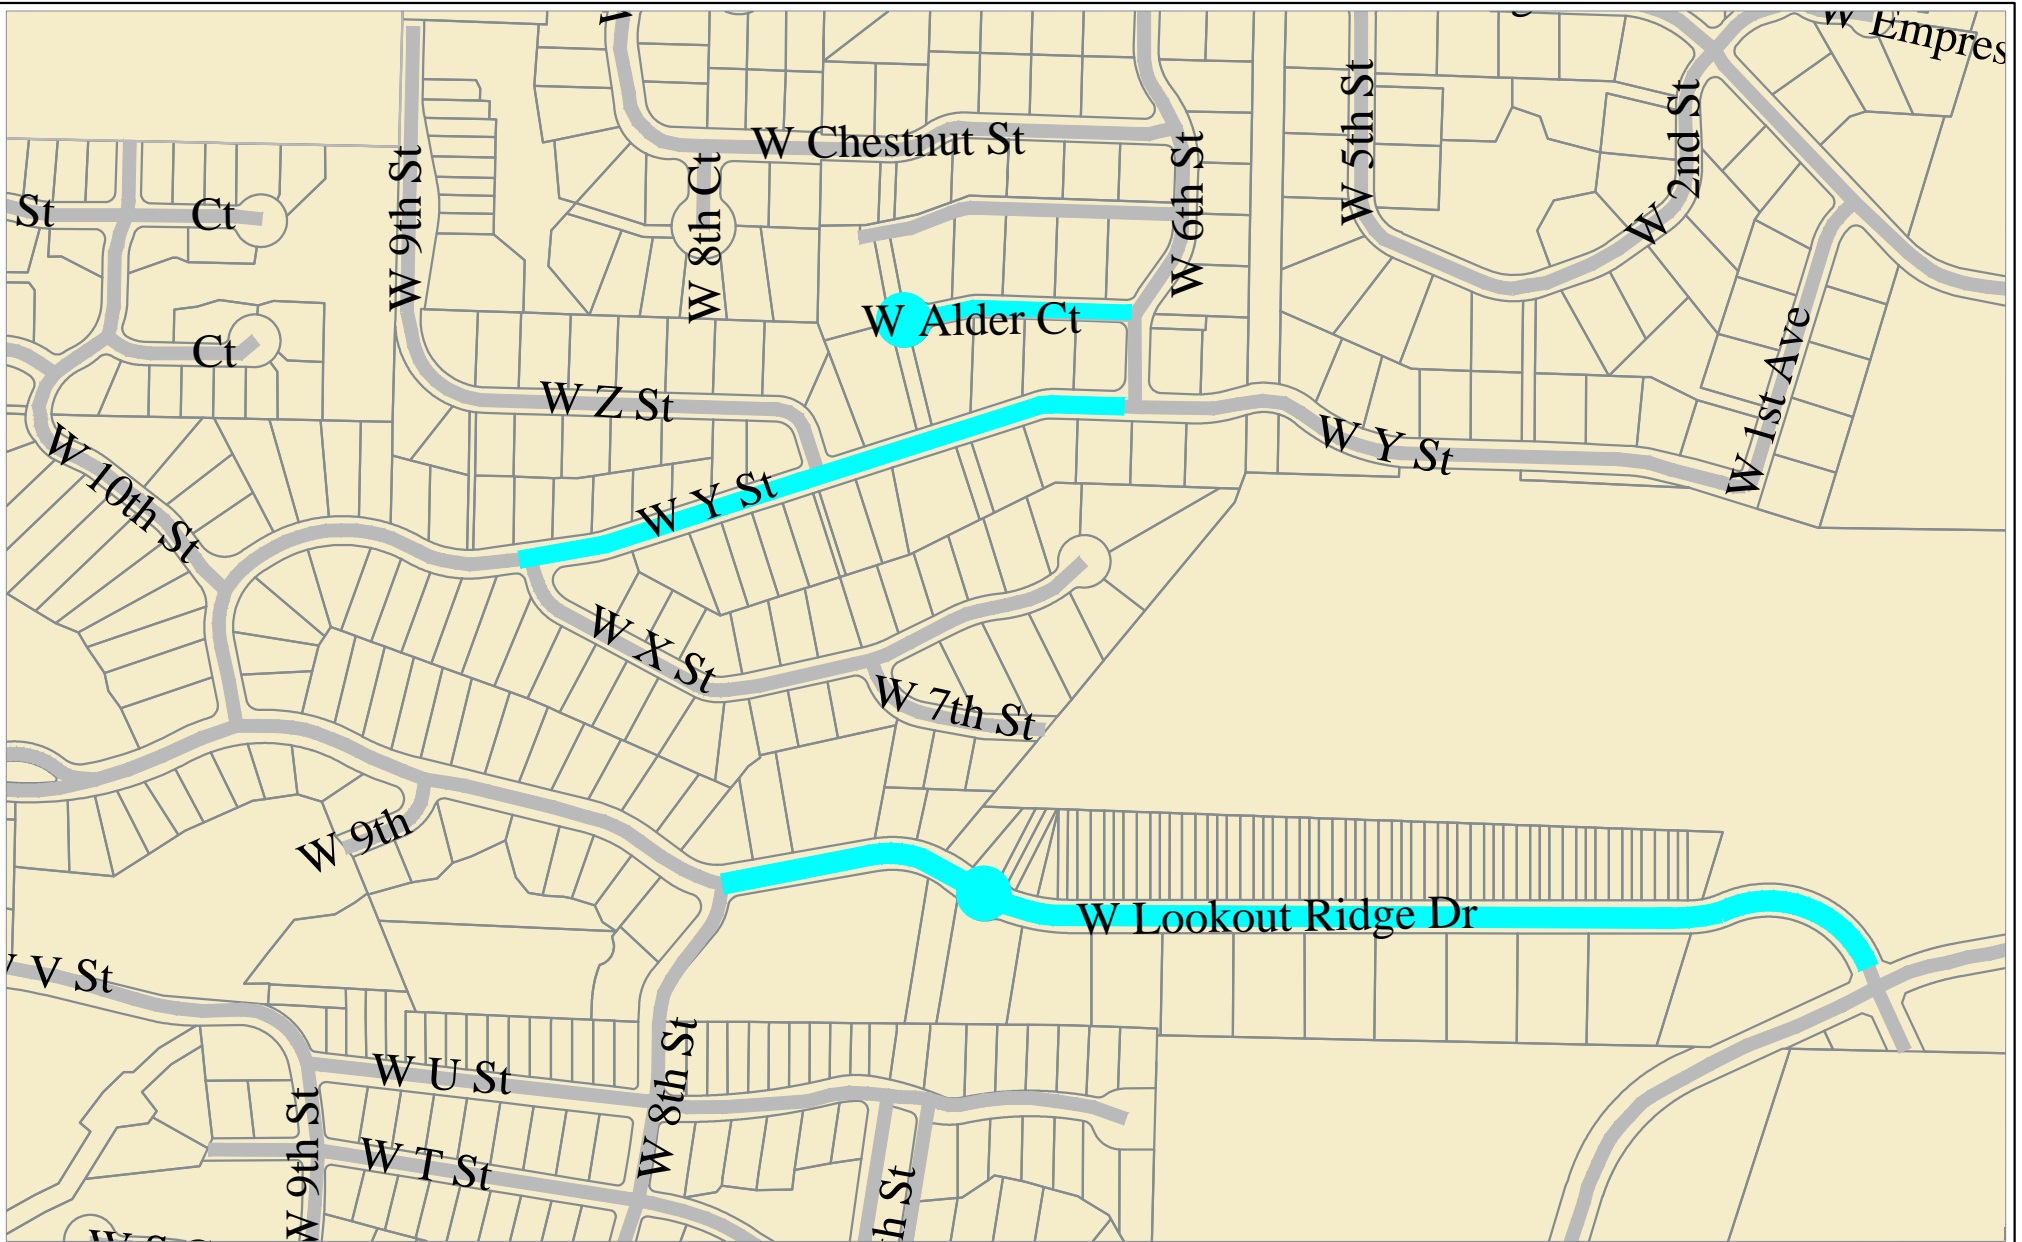 W Empres
W Chestnut St
W 9th St
W 8th Ct
W 6th St
W 5th St
W 2nd St
St
Ct
W Alder Ct
Ct
W 1st Ave
W Z St
W Y St
W Y St
W 10th St
W X St
W 7th St
W 9th
W Lookout Ridge Dr
V St
W U St
W 8th St
W 9th St
W T St
th St